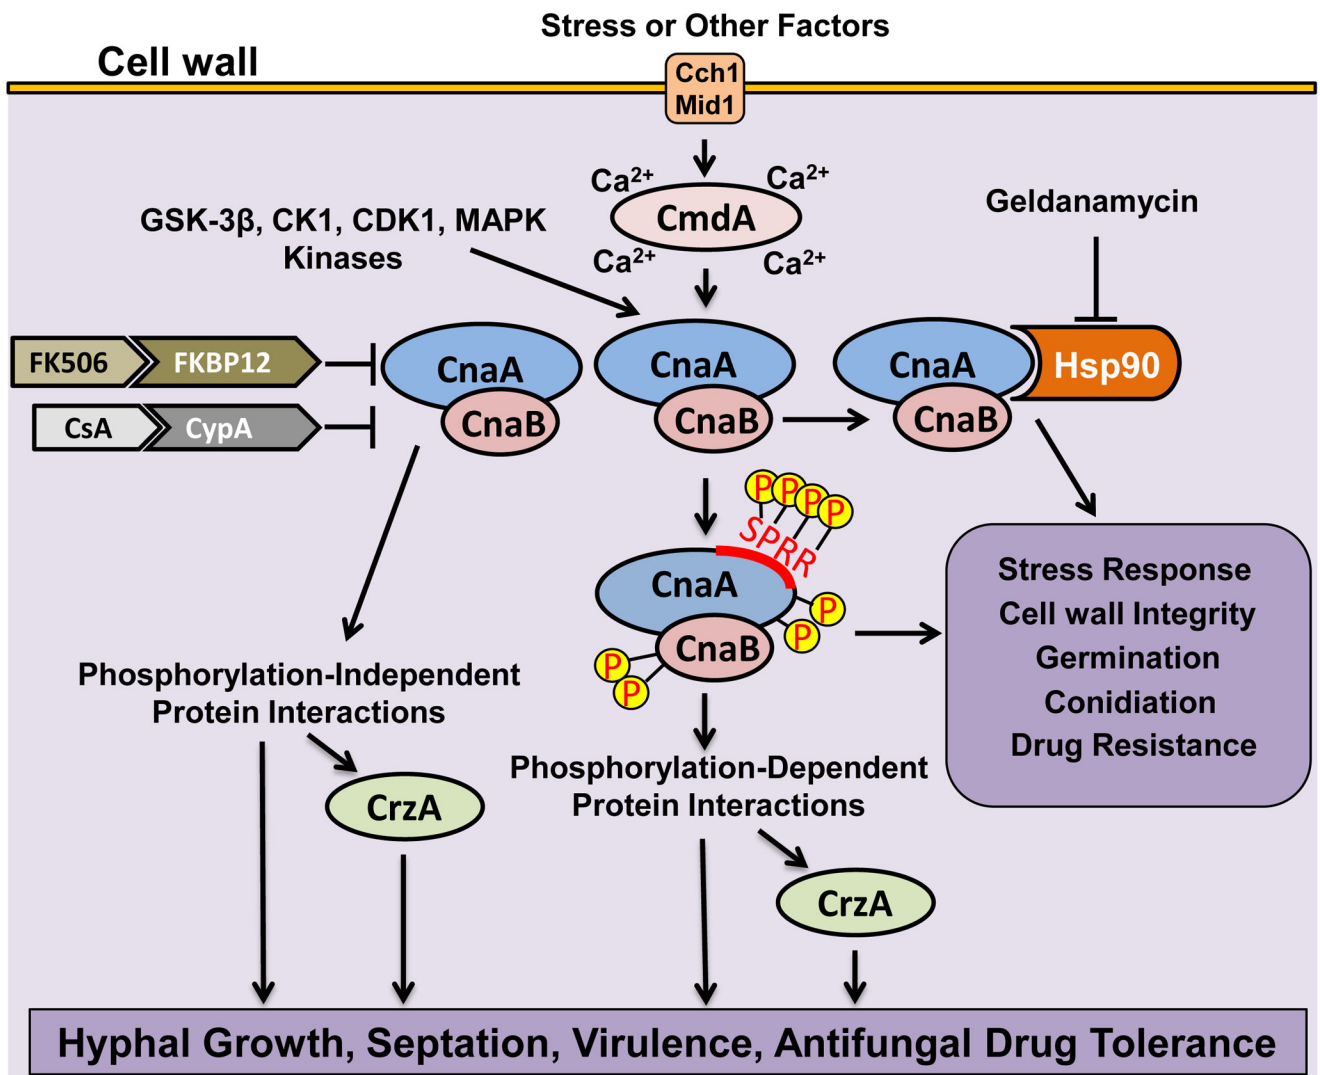 Stress or Other Factors
Cell wall
Cch1
Mid1
Ca²⁺
Ca²⁺
CmdA
Ca²⁺
Ca²⁺
GSK-3β, CK1, CDK1, MAPK
Kinases
Geldanamycin
FK506
FKBP12
CsA
CypA
CnaA
CnaB
CnaA
CnaB
CnaA
CnaB
Hsp90
P
P
P
P
SPRR
CnaA
CnaB
P
P
P
P
Stress Response
Cell wall Integrity
Germination
Conidiation
Drug Resistance
Phosphorylation-Independent
Protein Interactions
CrzA
Phosphorylation-Dependent
Protein Interactions
CrzA
Hyphal Growth, Septation, Virulence, Antifungal Drug Tolerance